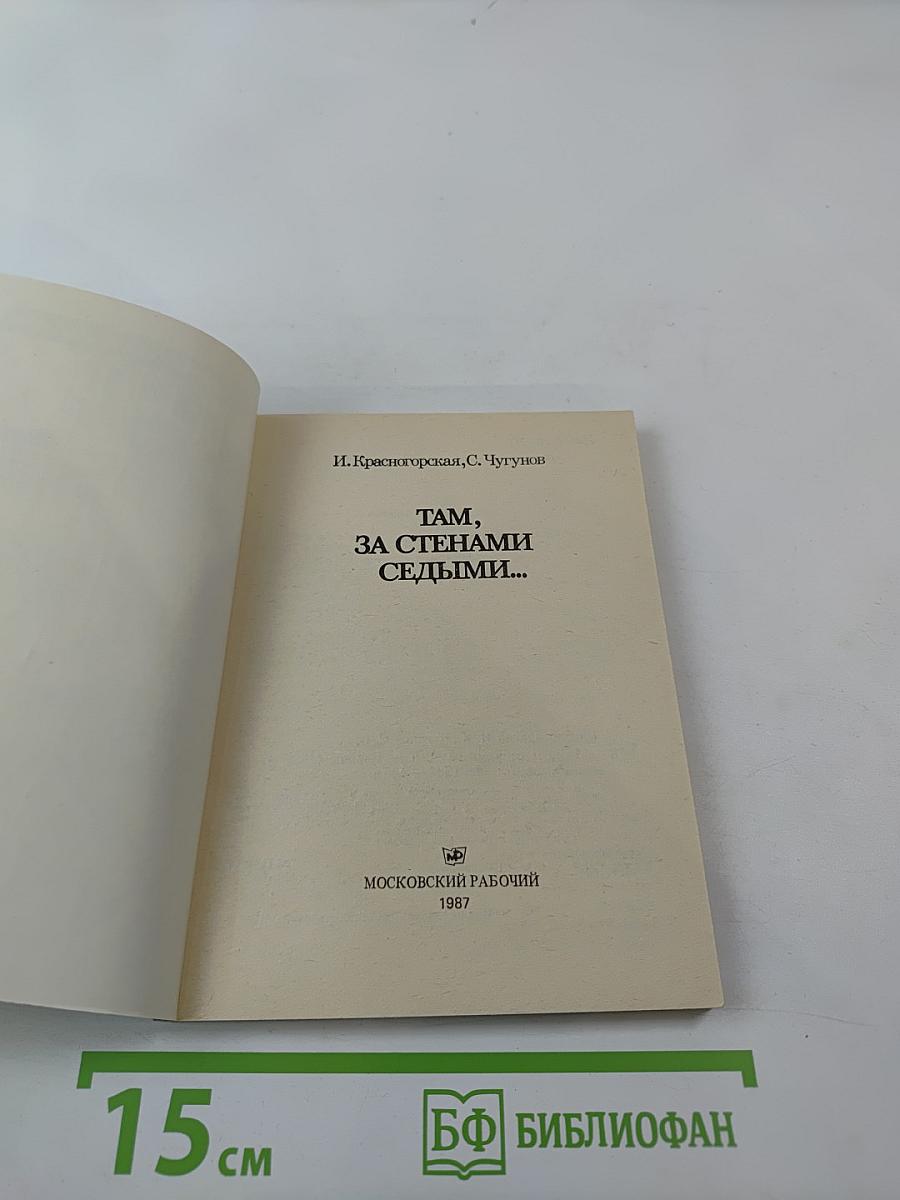 И. Красногорская, С. Чугунов
ТАМ,
ЗА СТЕНАМИ
СЕДЫМИ...
МР
МОСКОВСКИЙ РАБОЧИЙ
1987
15 см
БФ БИБЛИОФАН